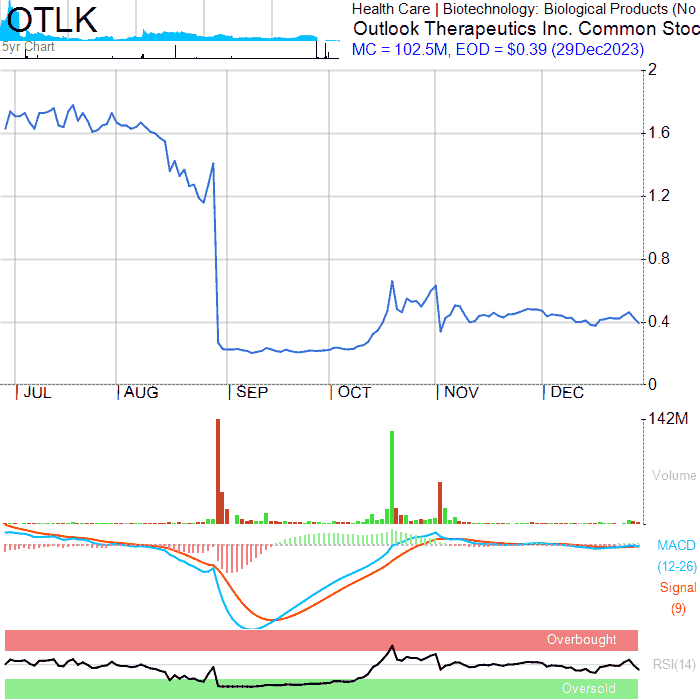 OTLK
5yr Chart
Health Care | Biotechnology: Biological Products (No
Outlook Therapeutics Inc. Common Stoc
MC = 102.5M, EOD = $0.39 (29Dec2023)
2
1.6
1.2
0.8
0.4
0
JUL AUG SEP OCT NOV DEC
142M
Volume
MACD
(12-26)
Signal
(9)
Overbought
RSI(14)
Oversold